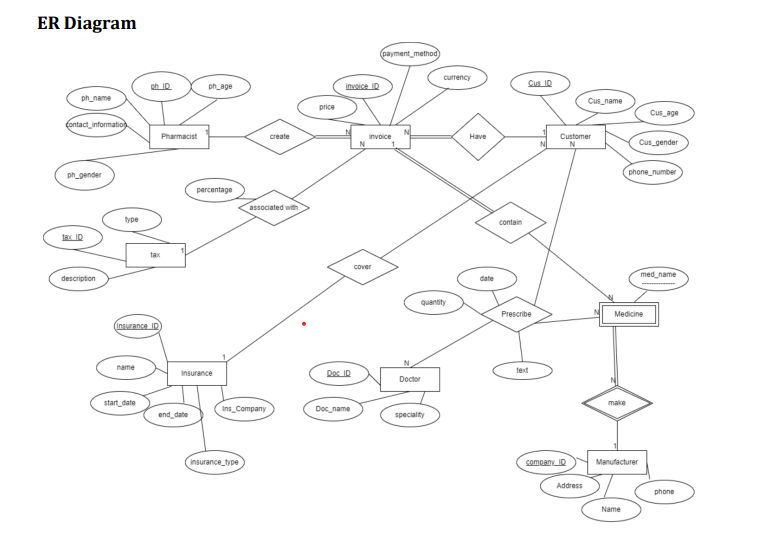 ER Diagram
payment_method
ph_ID
ph_age
invoice_ID
currency
Cus_ID
ph_name
price
Cus_name
Cus_age
contact_information
Pharmacist
1
create
N
invoice
N
Have
1
Customer
Cus_gender
N
1
N
N
ph_gender
phone_number
percentage
associated with
type
contain
tax_ID
1
tax
cover
description
date
med_name
quantity
N
Prescribe
N
Medicine
Insurance_ID
1
N
text
name
Insurance
Doc_ID
Doctor
N
start_date
end_date
Ins_Company
Doc_name
speciality
make
insurance_type
1
company_ID
Manufacturer
Address
phone
Name